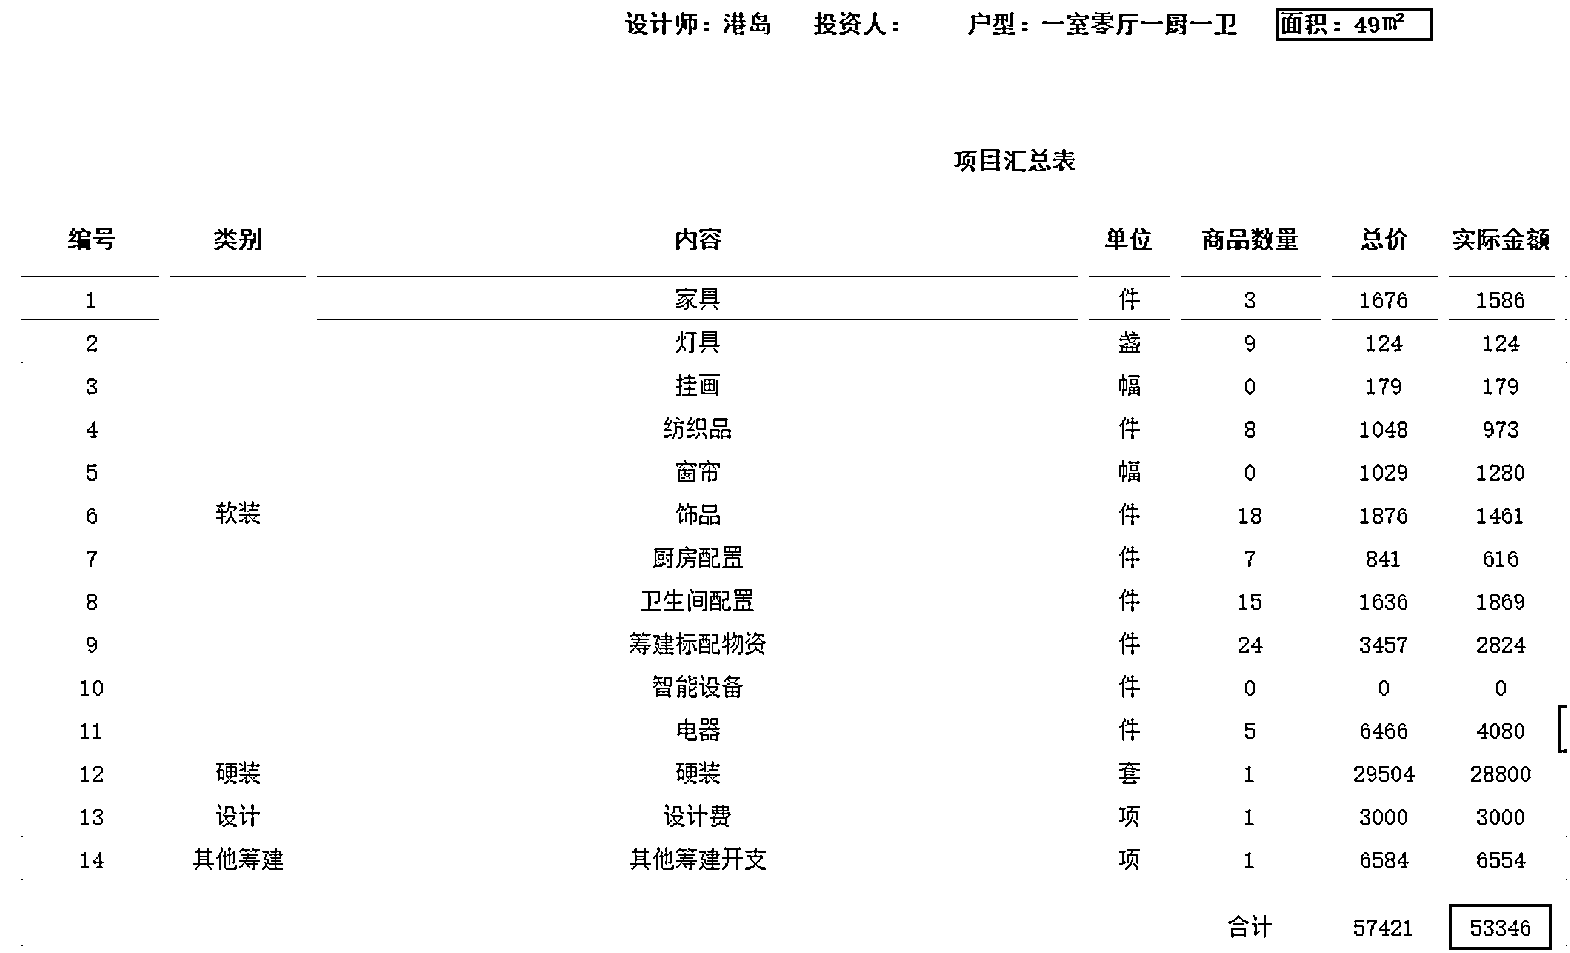 设计师：港岛 投资人： 户型：一室零厅一厨一卫 面积：49㎡
项目汇总表
编号 类别 内容 单位 商品数量 总价 实际金额
1 家具 件 3 1676 1586
2 灯具 盏 9 124 124
3 挂画 幅 0 179 179
4 纺织品 件 8 1048 973
5 窗帘 幅 0 1029 1280
6 软装 饰品 件 18 1876 1461
7 厨房配置 件 7 841 616
8 卫生间配置 件 15 1636 1869
9 筹建标配物资 件 24 3457 2824
10 智能设备 件 0 0 0
11 电器 件 5 6466 4080
12 硬装 硬装 套 1 29504 28800
13 设计 设计费 项 1 3000 3000
14 其他筹建 其他筹建开支 项 1 6584 6554
合计 57421 53346